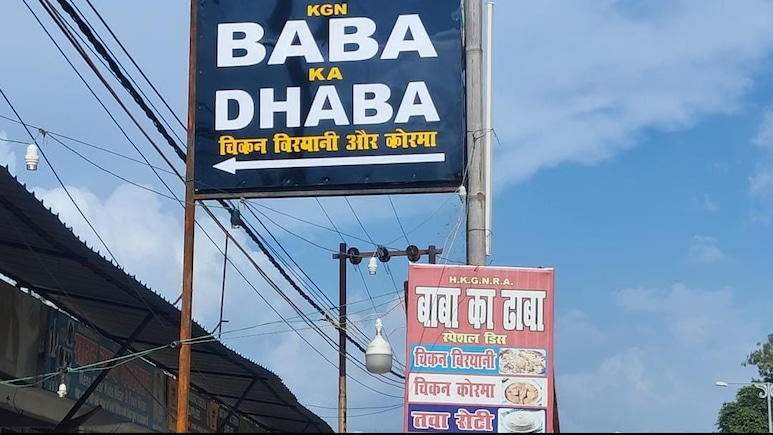 KGN
BABA
KA
DHABA
चिकन बिरयानी और कोरमा
H.K.G.N.R.A.
बाबा का ढाबा
स्पेशल डिस
चिकन बिरयानी
चिकन कोरमा
तवा रोटी